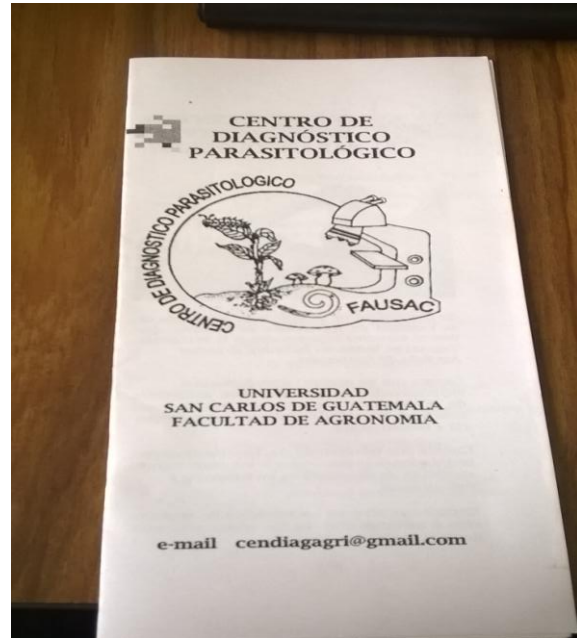 CENTRO DE
DIAGNÓSTICO
PARASITOLÓGICO
CENTRO DE DIAGNOSTICO PARASITOLOGICO
FAUSAC
UNIVERSIDAD
SAN CARLOS DE GUATEMALA
FACULTAD DE AGRONOMIA
e-mail cendiagagri@gmail.com